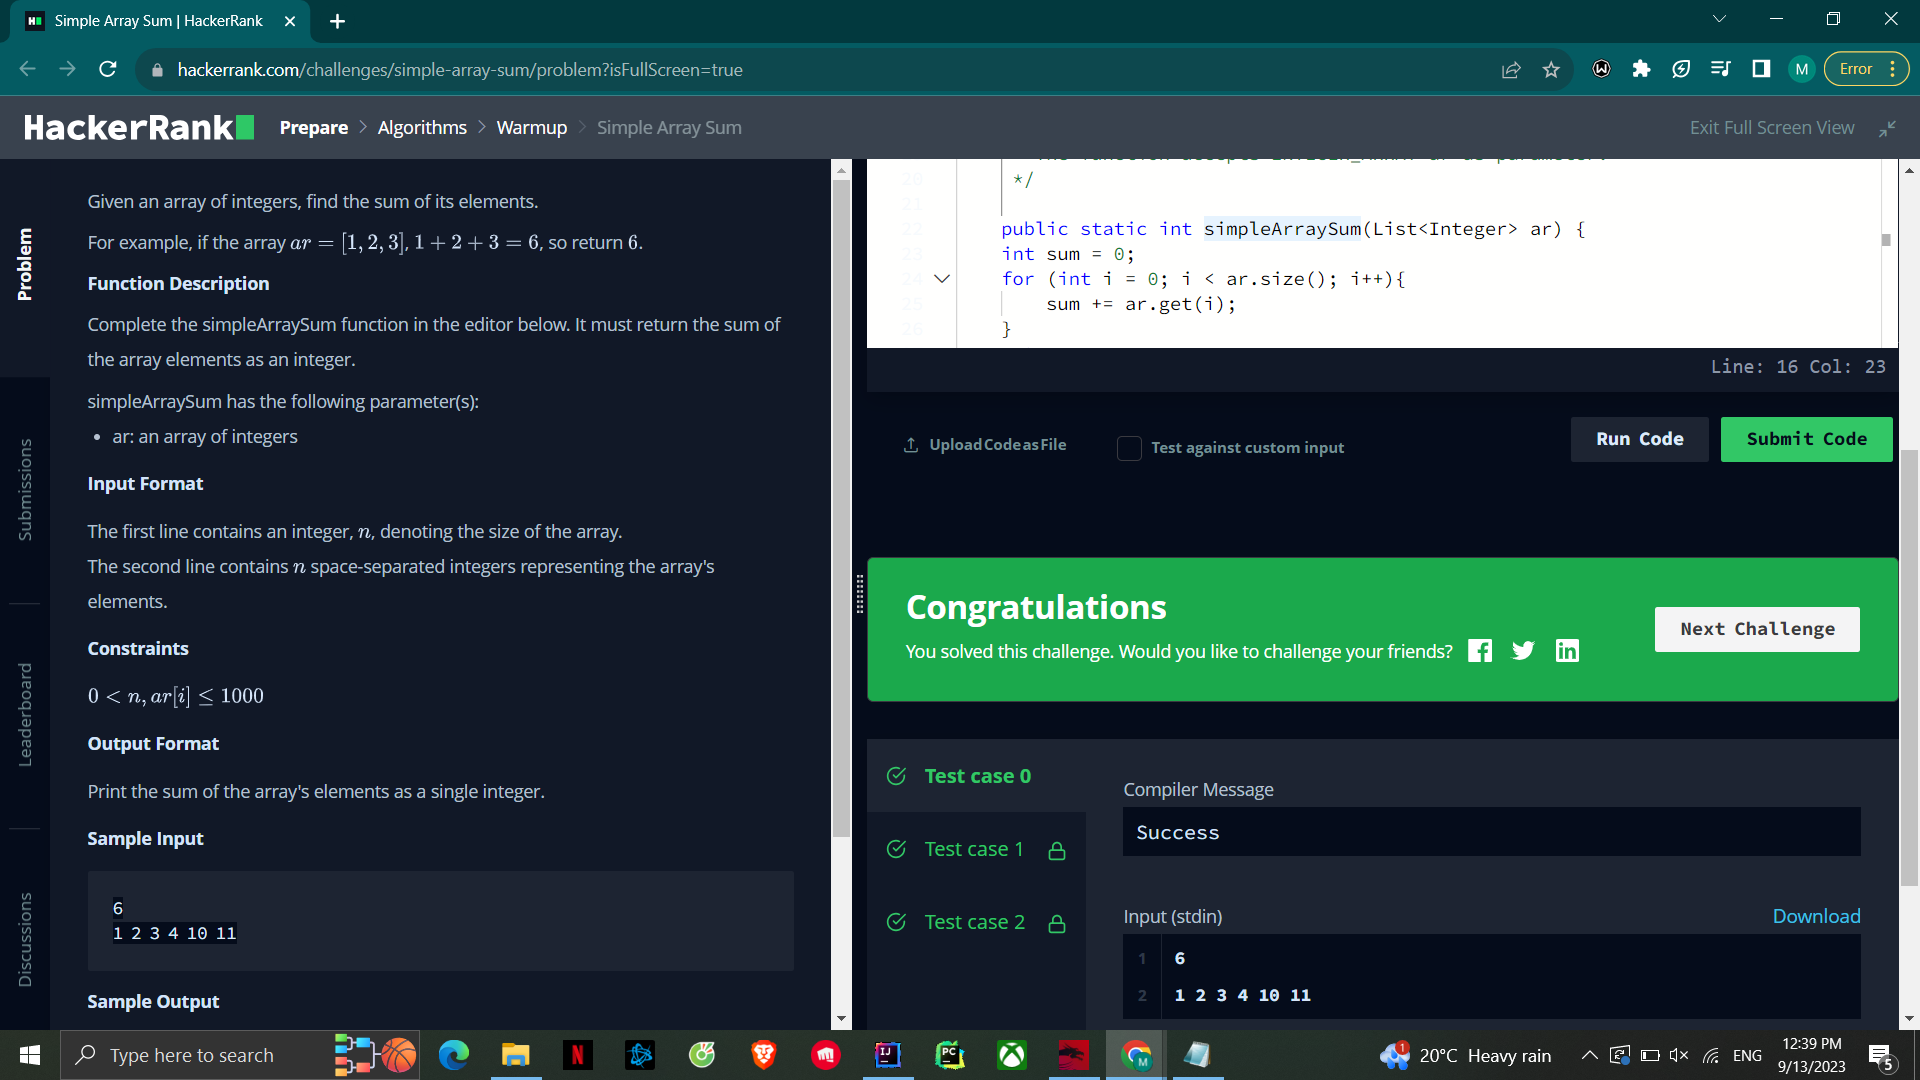 Simple Array Sum | HackerRank
hackerrank.com/challenges/simple-array-sum/problem?isFullScreen=true
M
Error
HackerRank
Prepare > Algorithms > Warmup > Simple Array Sum
Exit Full Screen View
Problem
Submissions
Leaderboard
Discussions
Given an array of integers, find the sum of its elements.
For example, if the array ar = [1, 2, 3], 1 + 2 + 3 = 6, so return 6.
Function Description
Complete the simpleArraySum function in the editor below. It must return the sum of
the array elements as an integer.
simpleArraySum has the following parameter(s):
• ar: an array of integers
Input Format
The first line contains an integer, n, denoting the size of the array.
The second line contains n space-separated integers representing the array's
elements.
Constraints
0 < n, ar[i] ≤ 1000
Output Format
Print the sum of the array's elements as a single integer.
Sample Input
6
1 2 3 4 10 11
Sample Output
20 */
21
22 public static int simpleArraySum(List<Integer> ar) {
23 int sum = 0;
24 for (int i = 0; i < ar.size(); i++){
25 sum += ar.get(i);
26 }
Line: 16 Col: 23
Upload Code as File
Test against custom input
Run Code
Submit Code
Congratulations
You solved this challenge. Would you like to challenge your friends?
Next Challenge
Test case 0
Test case 1
Test case 2
Compiler Message
Success
Input (stdin)
Download
1 6
2 1 2 3 4 10 11
Type here to search
20°C Heavy rain
ENG
12:39 PM
9/13/2023
5